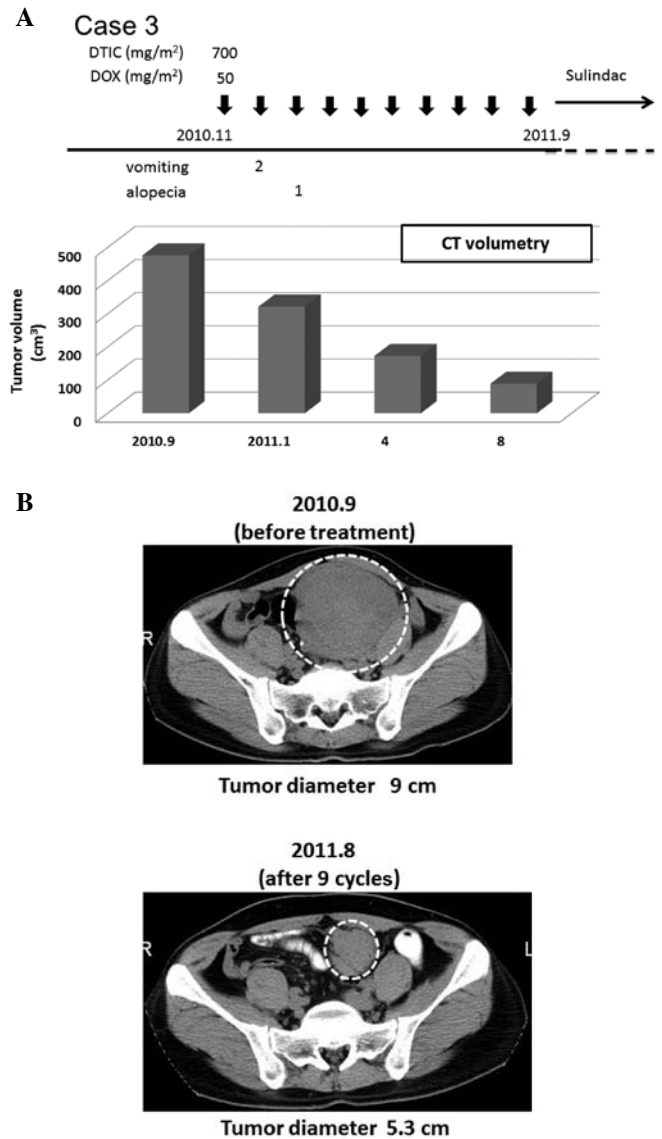 A
Case 3
DTIC (mg/m²) 700
DOX (mg/m²) 50
Sulindac
2010.11 2011.9
vomiting 2
alopecia 1
CT volumetry
Tumor volume
(cm³)
500
400
300
200
100
0
2010.9 2011.1 4 8
B
2010.9
(before treatment)
R
Tumor diameter 9 cm
2011.8
(after 9 cycles)
R L
Tumor diameter 5.3 cm